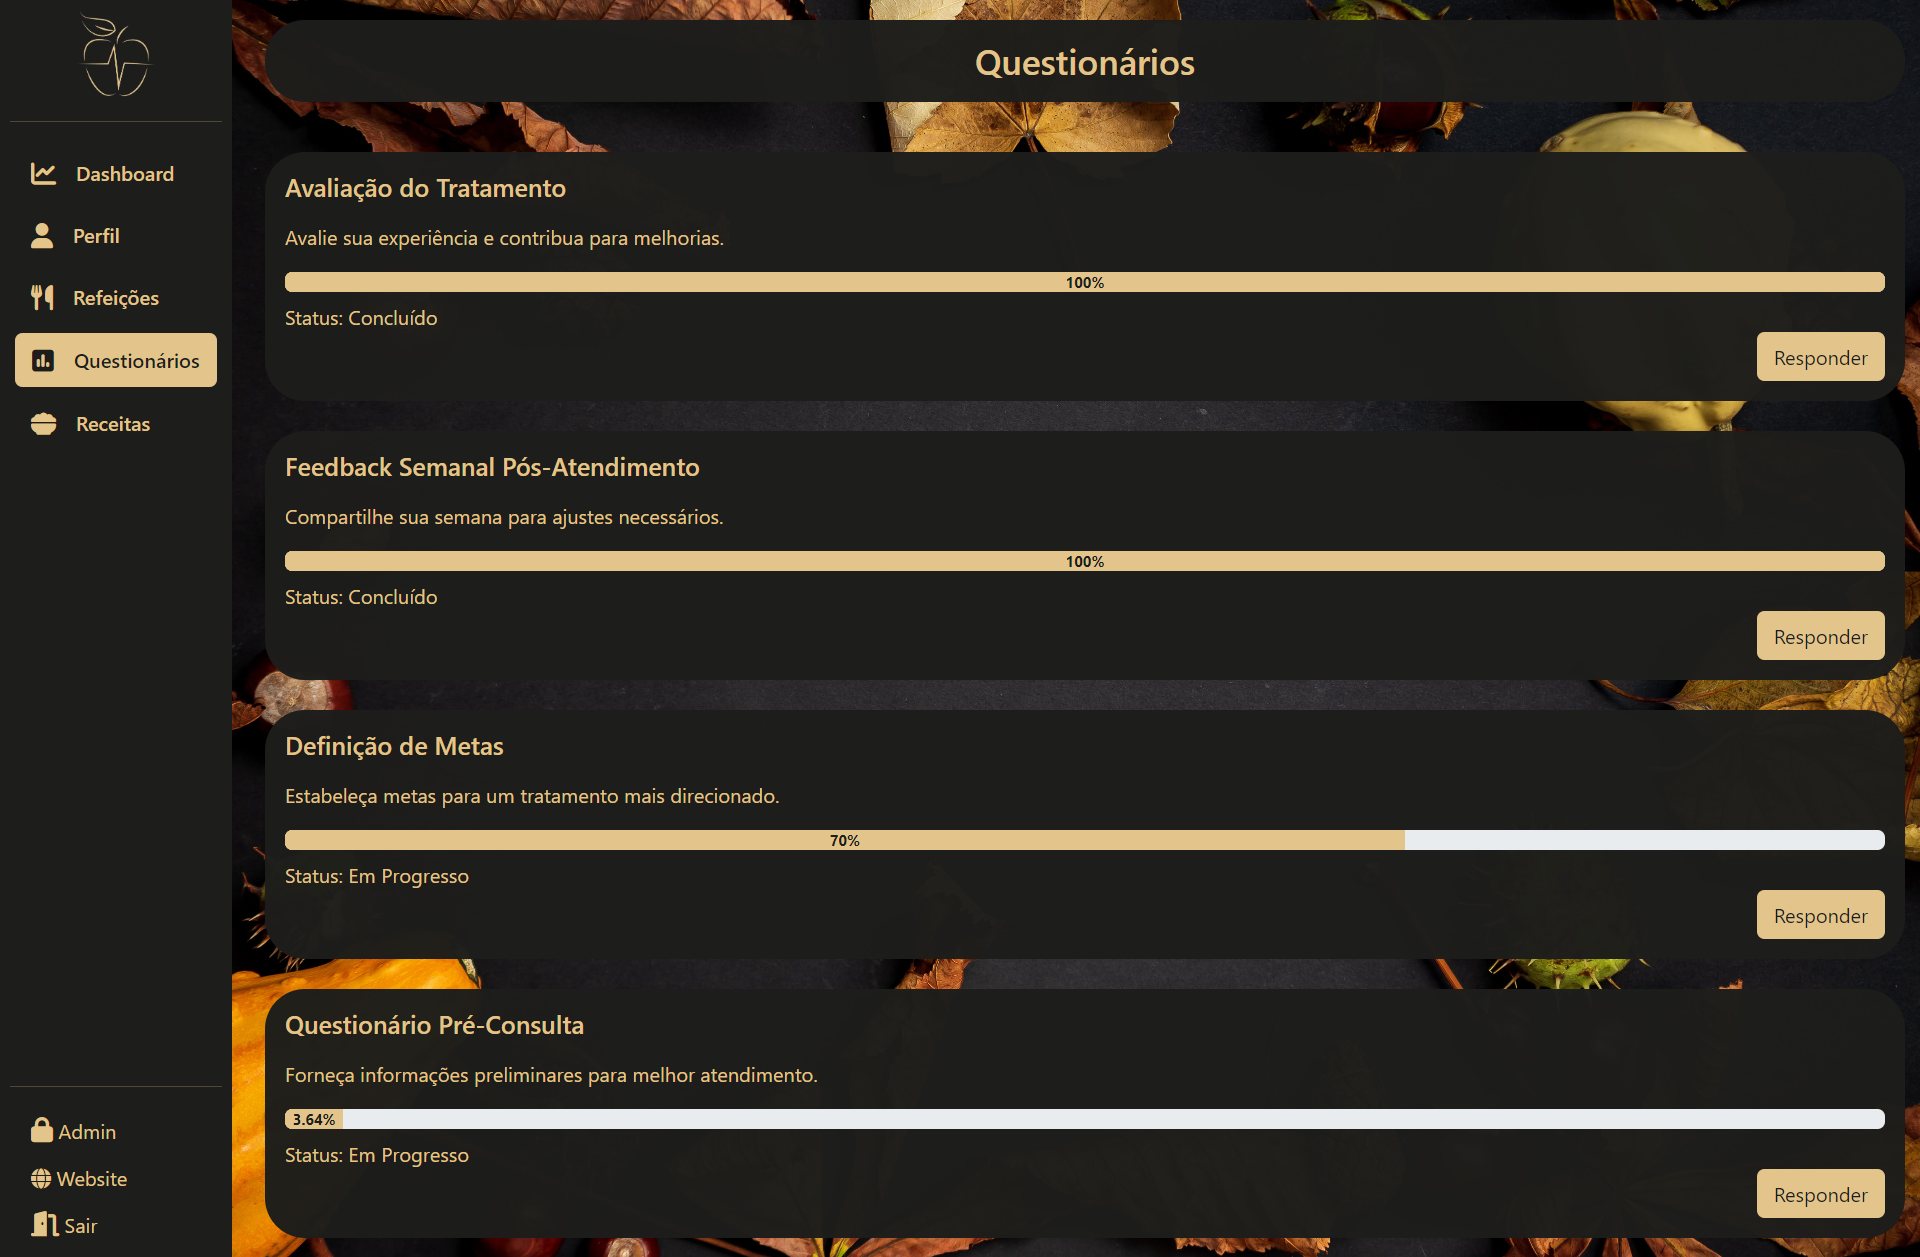 Dashboard
Perfil
Refeições
Questionários
Receitas
Admin
Website
Sair
Questionários
Avaliação do Tratamento
Avalie sua experiência e contribua para melhorias.
100%
Status: Concluído
Responder
Feedback Semanal Pós-Atendimento
Compartilhe sua semana para ajustes necessários.
100%
Status: Concluído
Responder
Definição de Metas
Estabeleça metas para um tratamento mais direcionado.
70%
Status: Em Progresso
Responder
Questionário Pré-Consulta
Forneça informações preliminares para melhor atendimento.
3.64%
Status: Em Progresso
Responder